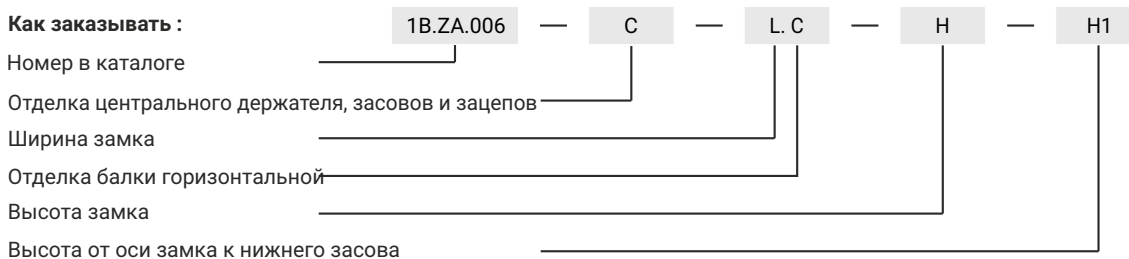 Как заказывать : 1B.ZA.006 — C — L. C — H — H1
Номер в каталоге
Отделка центрального держателя, засовов и зацепов
Ширина замка
Отделка балки горизонтальной
Высота замка
Высота от оси замка к нижнего засова